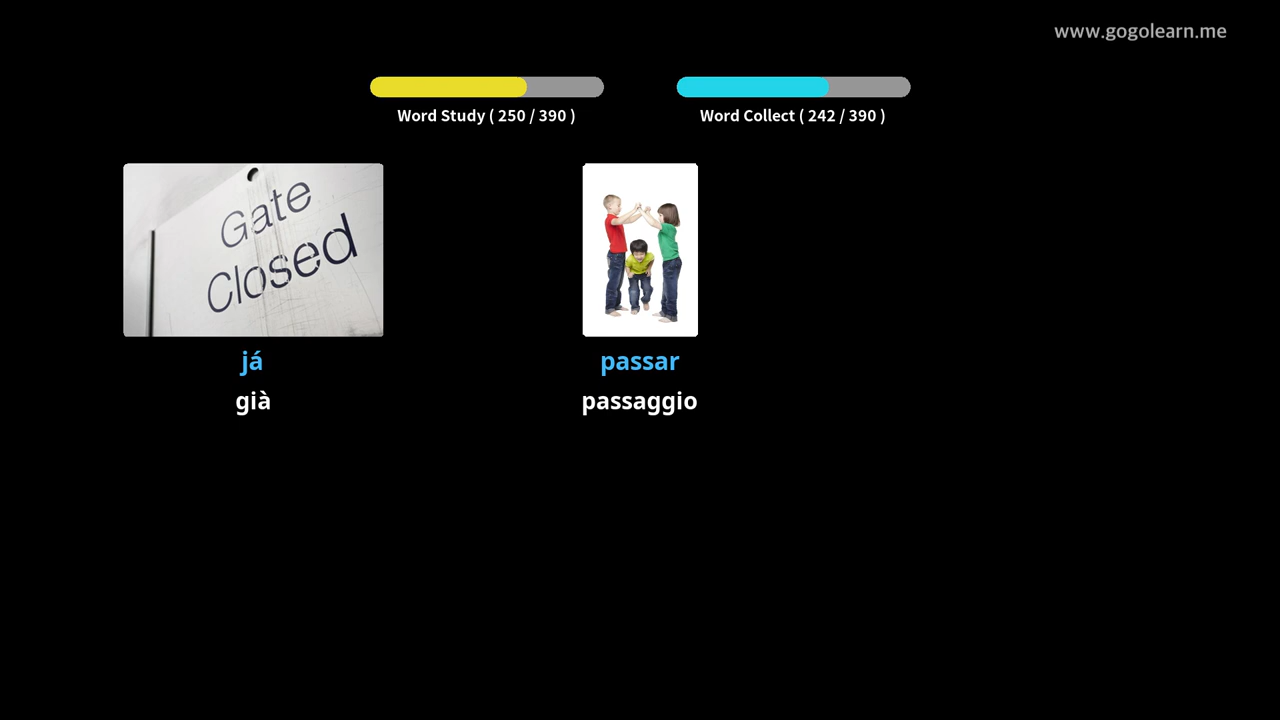 www.gogolearn.me
Word Study ( 250 / 390 )
Word Collect ( 242 / 390 )
Gate
Closed
já
passar
già
passaggio